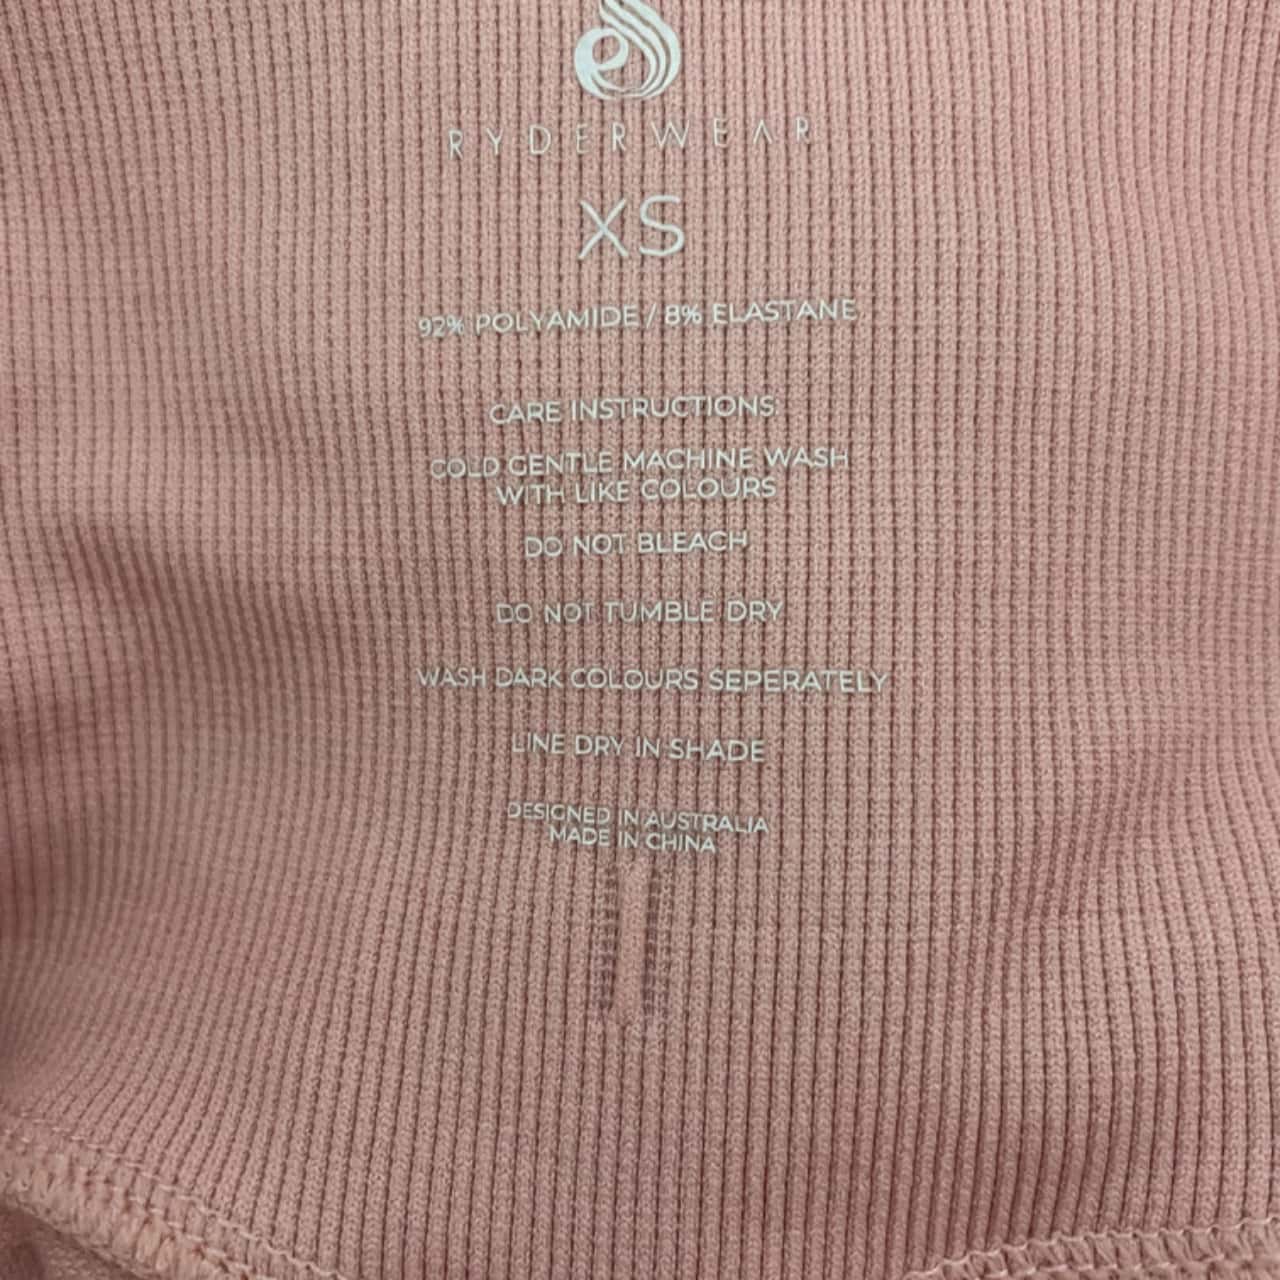 RYDERWEAR
XS
92% POLYAMIDE / 8% ELASTANE
CARE INSTRUCTIONS:
COLD GENTLE MACHINE WASH
WITH LIKE COLOURS
DO NOT BLEACH
DO NOT TUMBLE DRY
WASH DARK COLOURS SEPERATELY
LINE DRY IN SHADE
DESIGNED IN AUSTRALIA
MADE IN CHINA